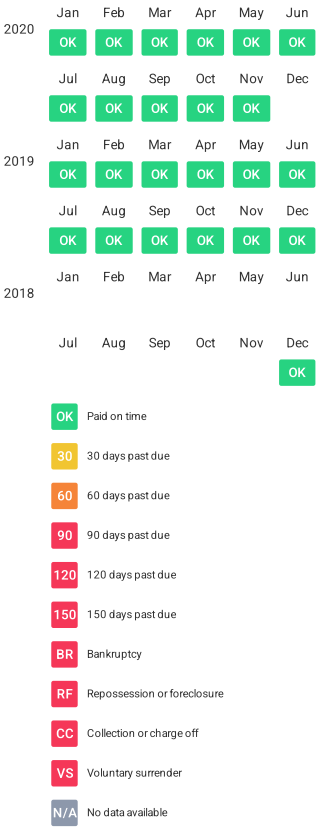 Jan Feb Mar Apr May Jun
2020 OK OK OK OK OK OK
Jul Aug Sep Oct Nov Dec
OK OK OK OK OK
Jan Feb Mar Apr May Jun
2019 OK OK OK OK OK OK
Jul Aug Sep Oct Nov Dec
OK OK OK OK OK OK
Jan Feb Mar Apr May Jun
2018
Jul Aug Sep Oct Nov Dec
OK
OK Paid on time
30 30 days past due
60 60 days past due
90 90 days past due
120 120 days past due
150 150 days past due
BR Bankruptcy
RF Repossession or foreclosure
CC Collection or charge off
VS Voluntary surrender
N/A No data available